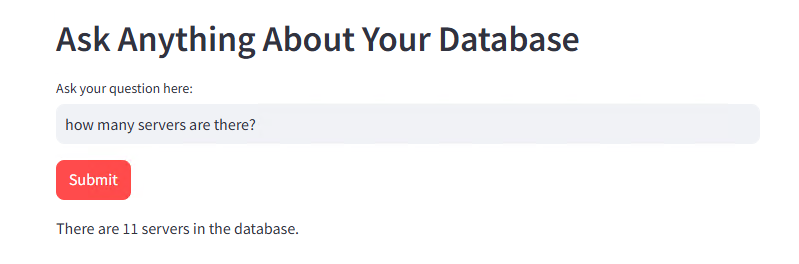 Ask Anything About Your Database
Ask your question here:
how many servers are there?
Submit
There are 11 servers in the database.